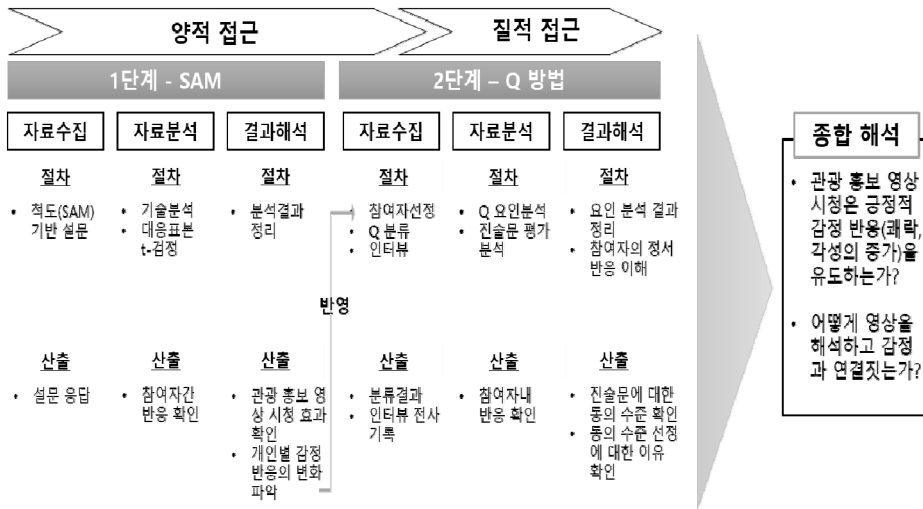 양적 접근
질적 접근
1단계 - SAM
2단계 – Q 방법
자료수집
자료분석
결과해석
자료수집
자료분석
결과해석
절차
• 척도(SAM)
기반 설문
절차
• 기술분석
• 대응표본
t-검정
절차
• 분석결과
정리
절차
참여자선정
• Q 분류
• 인터뷰
절차
• Q 요인분석
• 진술문 평가
분석
절차
• 요인 분석 결과
정리
• 참여자의 정서
반응 이해
반영
산출
• 설문 응답
산출
• 참여자간
반응 확인
산출
• 관광 홍보 영
상 시청 효과
확인
• 개인별 감정
반응의 변화
파악
산출
• 분류결과
• 인터뷰 전사
기록
산출
• 참여자내
반응 확인
산출
• 진술문에 대한
동의 수준 확인
• 동의 수준 선정
에 대한 이유
확인
종합 해석
• 관광 홍보 영상
시청은 긍정적
감정 반응(쾌락,
각성의 증가)을
유도하는가?
• 어떻게 영상을
해석하고 감정
과 연결짓는가?